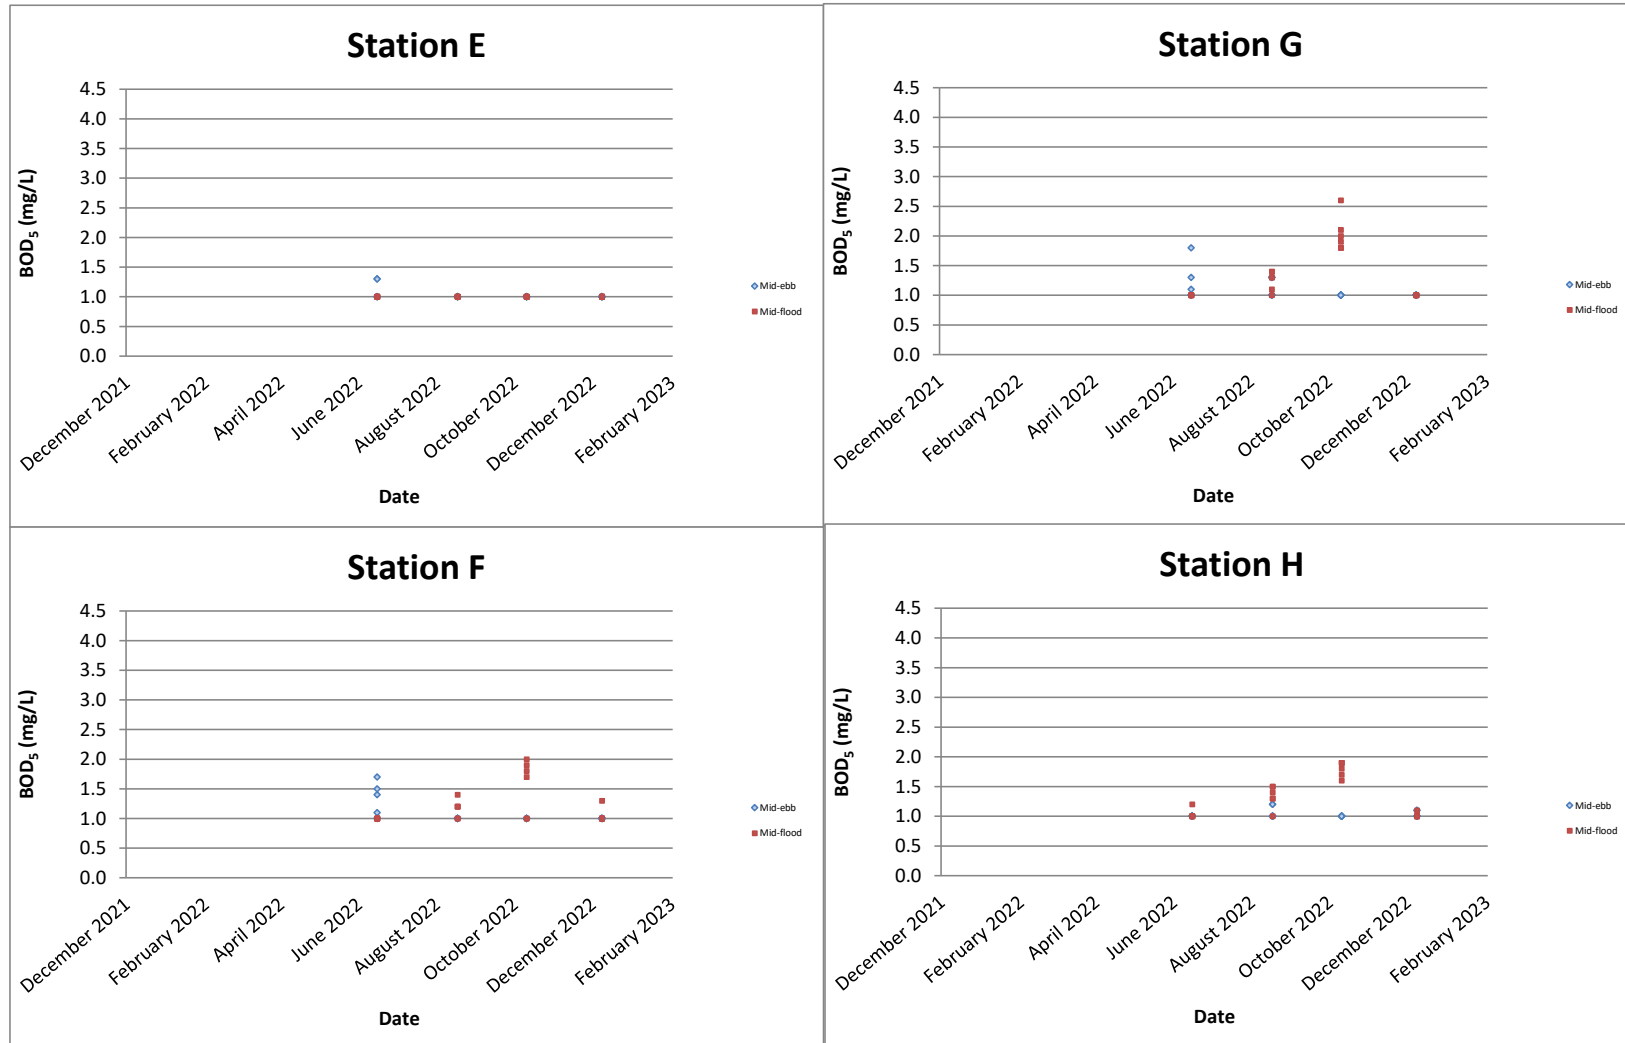 Station E
4.5
4.0
3.5
3.0
2.5
2.0
1.5
1.0
0.5
0.0
BOD5 (mg/L)
December 2021
February 2022
April 2022
June 2022
August 2022
October 2022
December 2022
February 2023
Date
Mid-ebb
Mid-flood
Station G
4.5
4.0
3.5
3.0
2.5
2.0
1.5
1.0
0.5
0.0
BOD5 (mg/L)
December 2021
February 2022
April 2022
June 2022
August 2022
October 2022
December 2022
February 2023
Date
Mid-ebb
Mid-flood
Station F
4.5
4.0
3.5
3.0
2.5
2.0
1.5
1.0
0.5
0.0
BOD5 (mg/L)
December 2021
February 2022
April 2022
June 2022
August 2022
October 2022
December 2022
February 2023
Date
Mid-ebb
Mid-flood
Station H
4.5
4.0
3.5
3.0
2.5
2.0
1.5
1.0
0.5
0.0
BOD5 (mg/L)
December 2021
February 2022
April 2022
June 2022
August 2022
October 2022
December 2022
February 2023
Date
Mid-ebb
Mid-flood